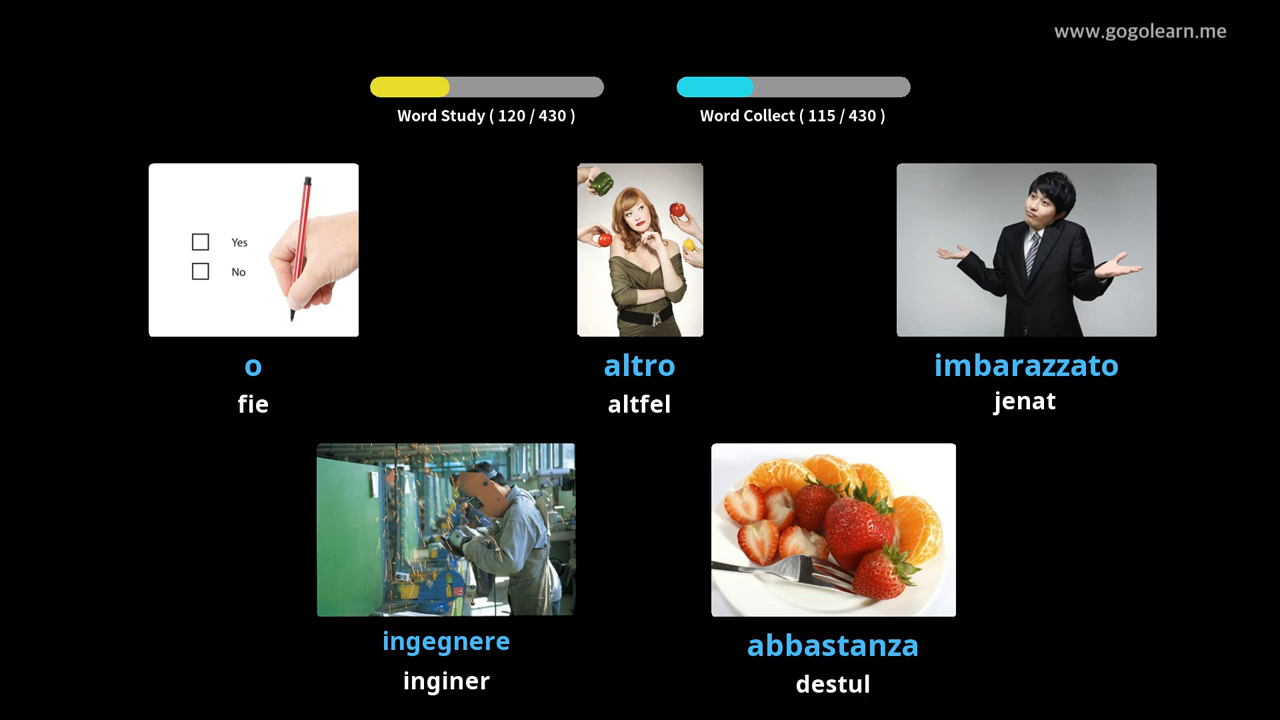 www.gogolearn.me
Word Study ( 120 / 430 )
Word Collect ( 115 / 430 )
Yes
No
o
fie
altro
altfel
imbarazzato
jenat
ingegnere
inginer
abbastanza
destul